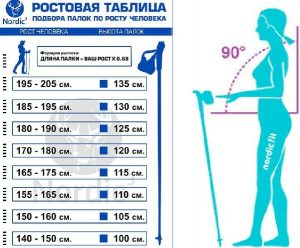 Nordic
РОСТОВАЯ ТАБЛИЦА
ПОДБОРА ПАЛОК ПО РОСТУ ЧЕЛОВЕКА
РОСТ ЧЕЛОВЕКА ВЫСОТА ПАЛОК
Формула расчета:
ДЛИНА ПАЛКИ = ВАШ РОСТ X 0.68
195 - 205 см. 135 см.
185 - 195 см. 130 см.
180 - 190 см. 125 см.
170 - 180 см. 120 см.
165 - 175 см. 115 см.
155 - 165 см. 110 см.
150 - 160 см. 105 см.
140 - 150 см. 100 см.
Nordic
90°
nordic fit